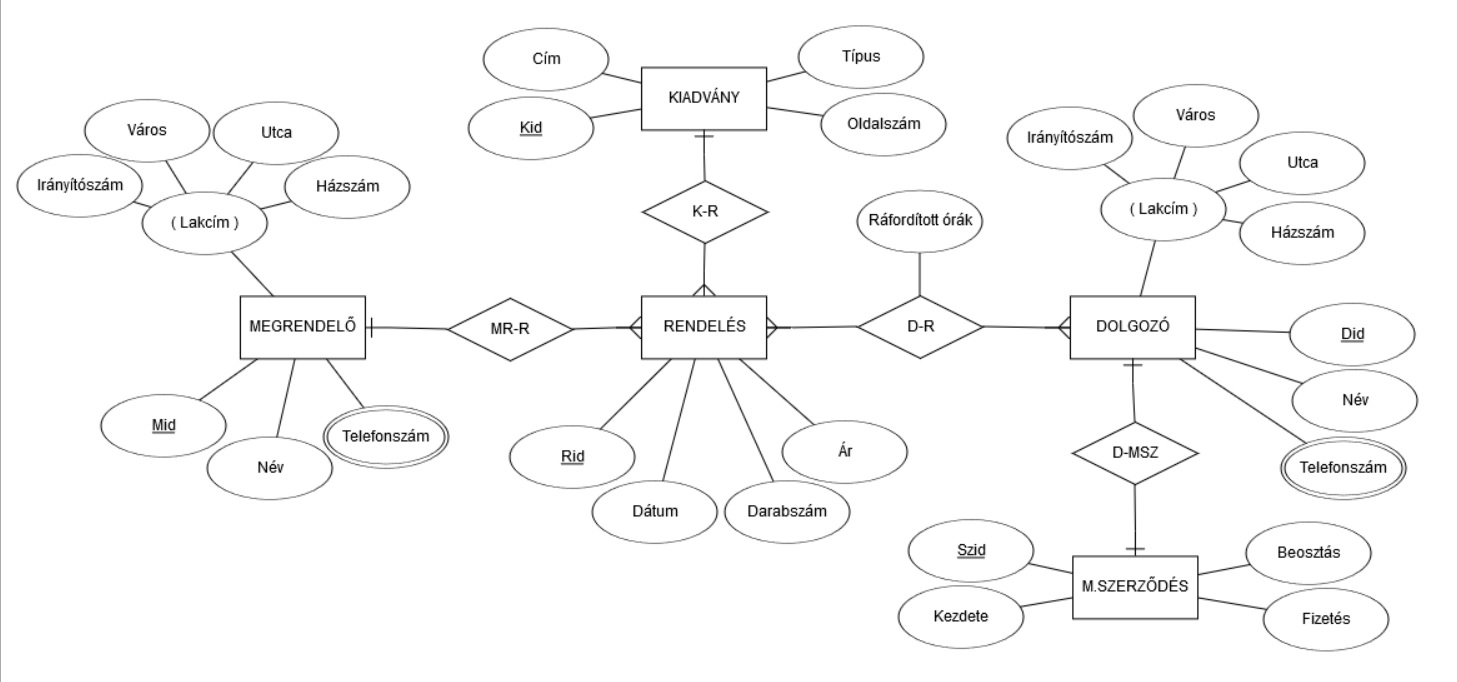 Cím
Típus
KIADVÁNY
Kid
Oldalszám
Város
Utca
Irányítószám
Házszám
( Lakcím )
K-R
Ráfordított órák
Város
Irányítószám
Utca
( Lakcím )
Házszám
MEGRENDELŐ
MR-R
RENDELÉS
D-R
DOLGOZÓ
Did
Név
Mid
Telefonszám
Név
Rid
Ár
Dátum
Darabszám
D-MSZ
Telefonszám
Szid
Beosztás
M.SZERZŐDÉS
Kezdete
Fizetés